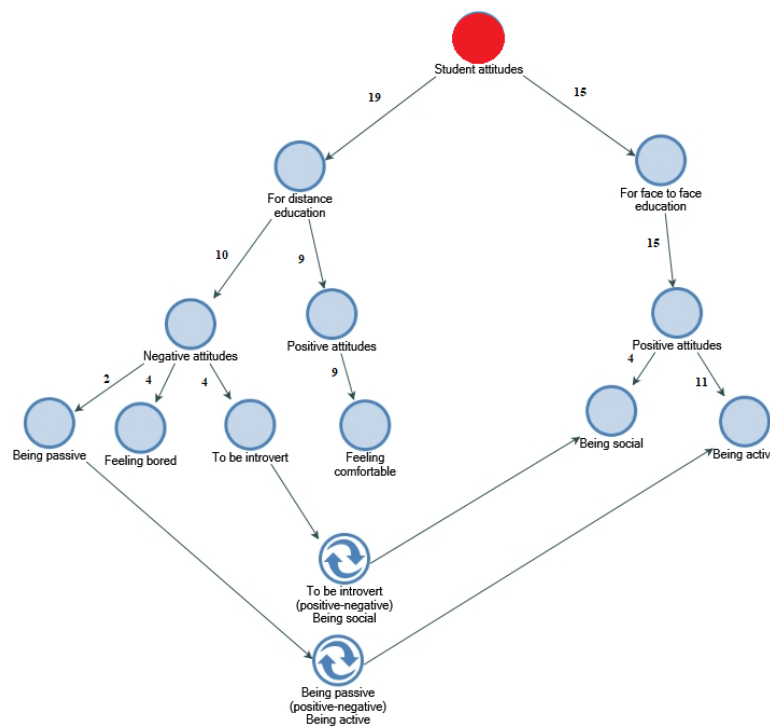 Student attitudes
19
15
For distance
education
For face to face
education
10
9
15
Negative attitudes
Positive attitudes
Positive attitudes
2
4
4
9
4
11
Being passive
Feeling bored
To be introvert
Feeling
comfortable
Being social
Being activ
To be introvert
(positive-negative)
Being social
Being passive
(positive-negative)
Being active